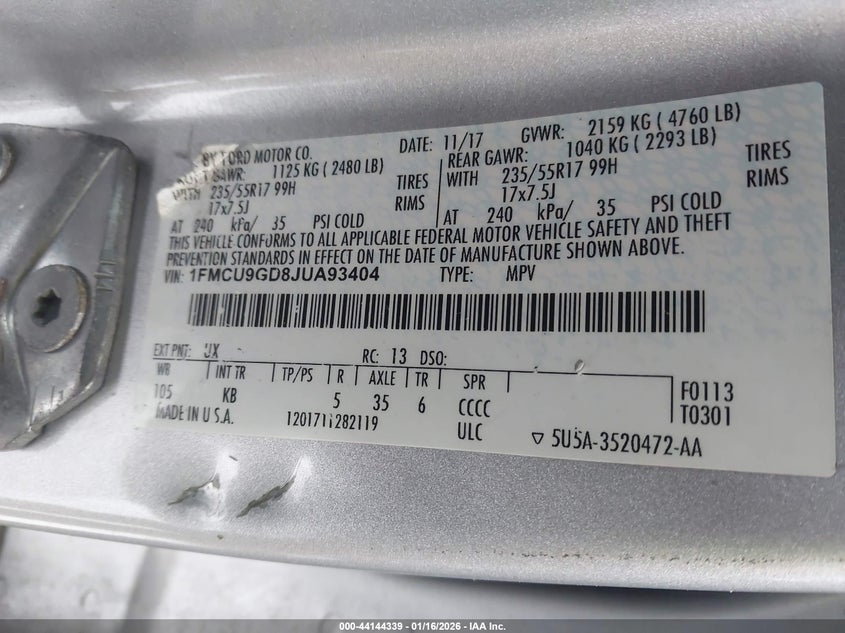 BY FORD MOTOR CO. DATE: 11/17 GVWR: 2159 KG ( 4760 LB)
GAWR: 1125 KG ( 2480 LB) REAR GAWR: 1040 KG ( 2293 LB)
WITH 235/55R17 99H TIRES WITH 235/55R17 99H TIRES
17x7.5J RIMS 17x7.5J RIMS
AT 240 kPa/ 35 PSI COLD AT 240 kPa/ 35 PSI COLD
THIS VEHICLE CONFORMS TO ALL APPLICABLE FEDERAL MOTOR VEHICLE SAFETY AND THEFT
PREVENTION STANDARDS IN EFFECT ON THE DATE OF MANUFACTURE SHOWN ABOVE.
VIN: 1FMCU9GD8JUA93404 TYPE: MPV
EXT PNT: UX RC: 13 DSO:
WB INT TR TP/PS R AXLE TR SPR
105 KB 5 35 6 CCCC F0113
MADE IN U.S.A. 1201711282119 ULC T0301
5U5A-3520472-AA
000-44144339 | 01/16/2026 | IAA Inc.